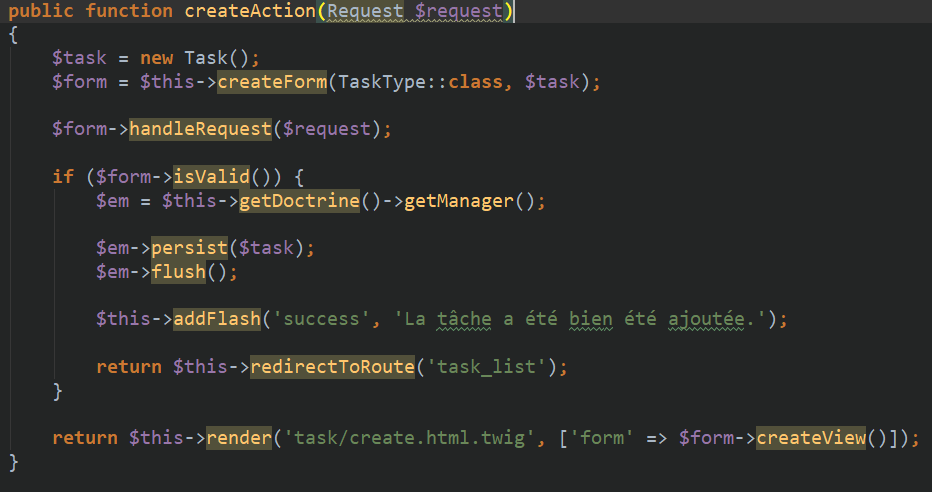 public function createAction(Request $request)
{
    $task = new Task();
    $form = $this->createForm(TaskType::class, $task);

    $form->handleRequest($request);

    if ($form->isValid()) {
        $em = $this->getDoctrine()->getManager();

        $em->persist($task);
        $em->flush();

        $this->addFlash('success', 'La tâche a été bien été ajoutée.');

        return $this->redirectToRoute('task_list');
    }

    return $this->render('task/create.html.twig', ['form' => $form->createView()]);
}